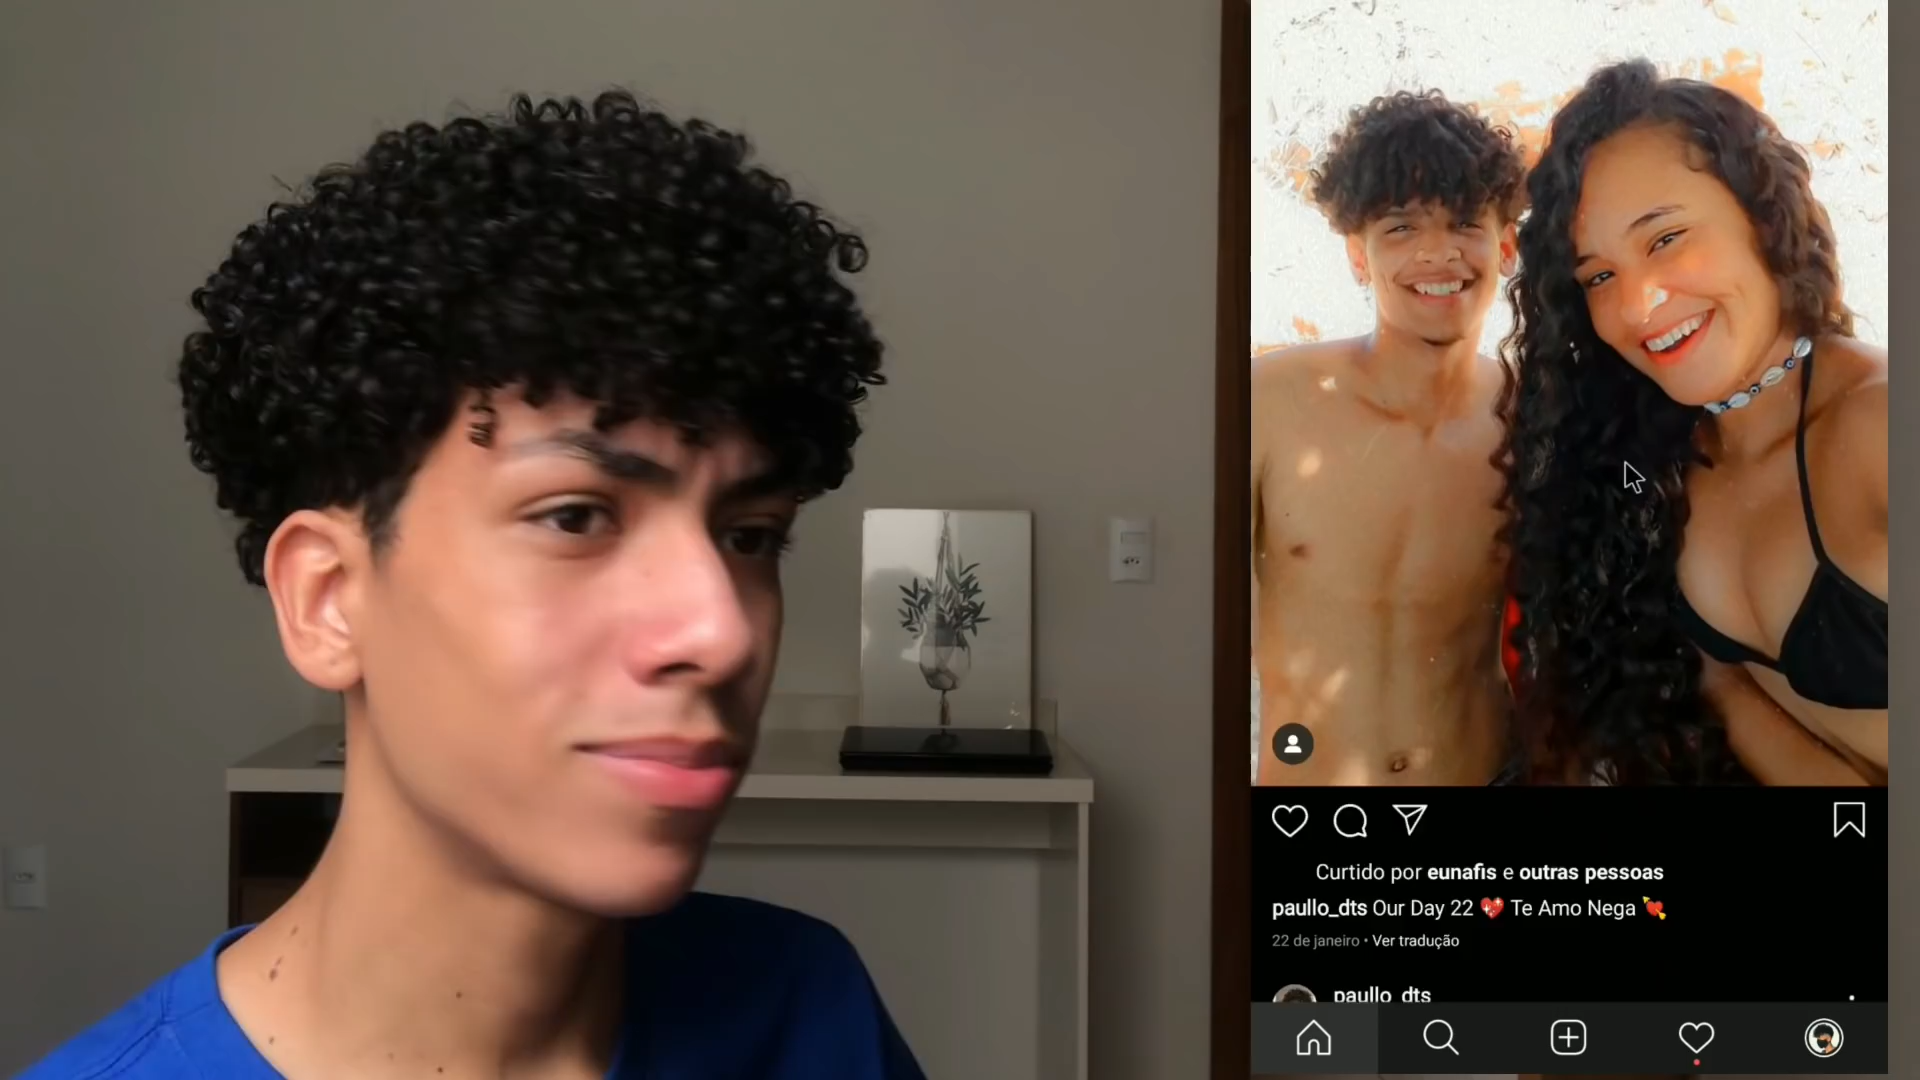 Curtido por eunafis e outras pessoas
paullo_dts Our Day 22 💖 Te Amo Nega 💘
22 de janeiro • Ver tradução
paullo_dts